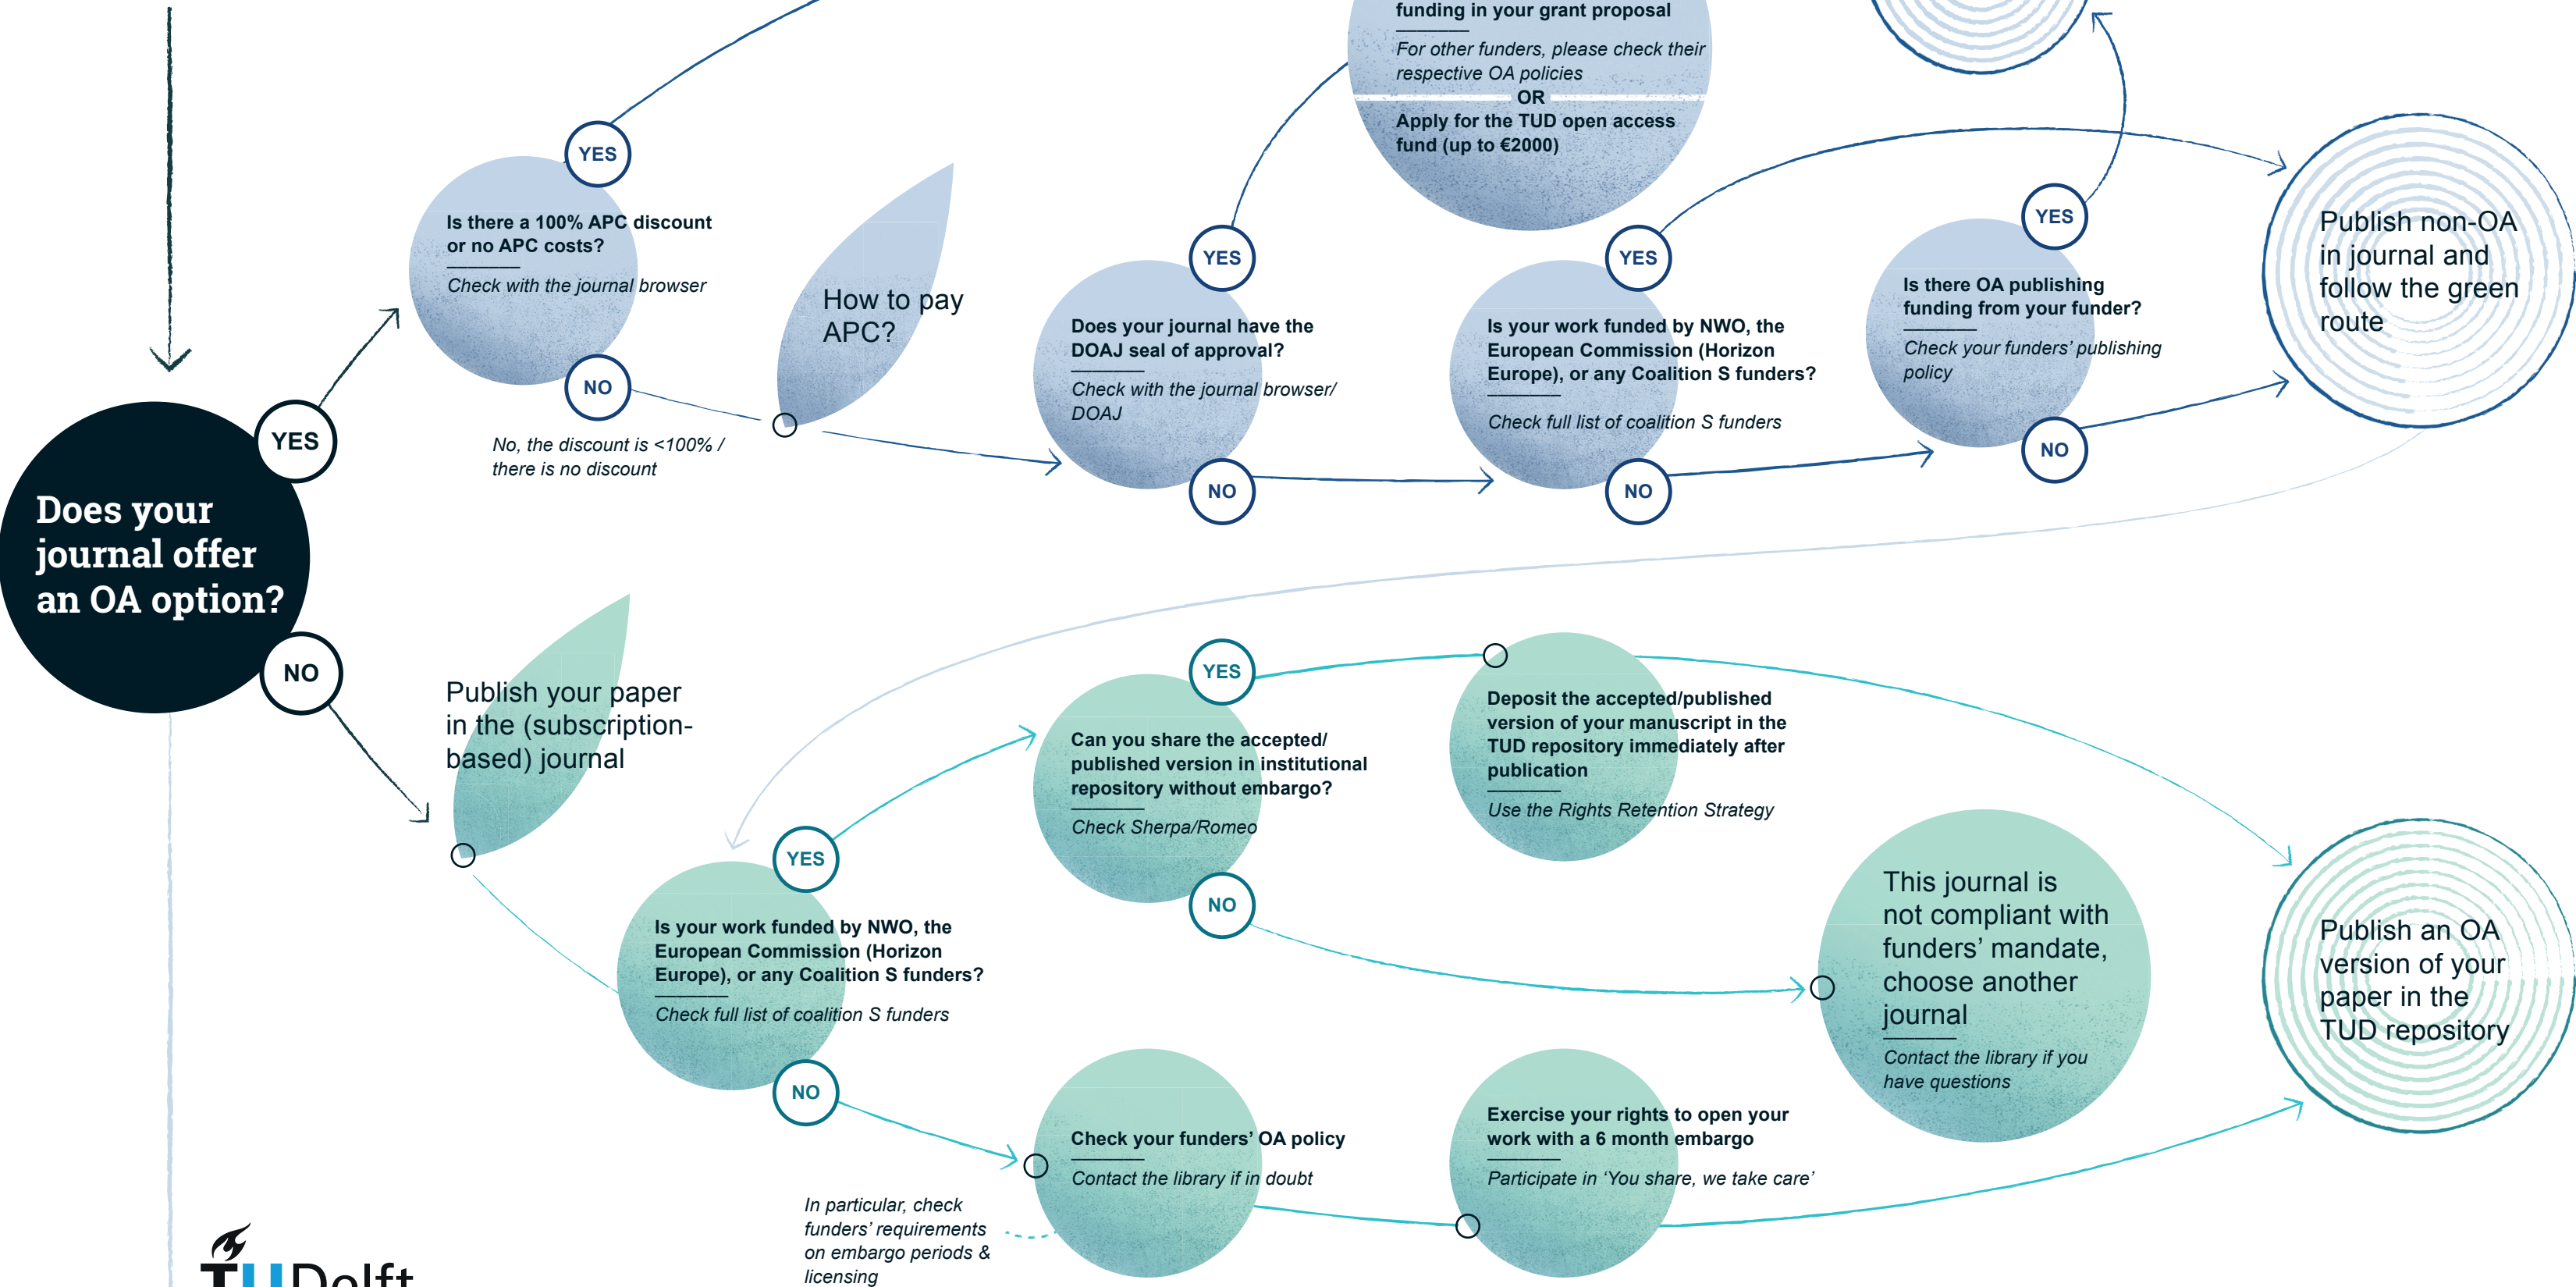 funding in your grant proposal
For other funders, please check their
respective OA policies
OR
Apply for the TUD open access
fund (up to €2000)
YES
Is there a 100% APC discount
or no APC costs?
Check with the journal browser
NO
No, the discount is <100% /
there is no discount
How to pay
APC?
YES
Does your journal have the
DOAJ seal of approval?
Check with the journal browser/
DOAJ
NO
YES
Is your work funded by NWO, the
European Commission (Horizon
Europe), or any Coalition S funders?
Check full list of coalition S funders
NO
YES
Is there OA publishing
funding from your funder?
Check your funders’ publishing
policy
NO
Publish non-OA
in journal and
follow the green
route
YES
Does your
journal offer
an OA option?
NO
Publish your paper
in the (subscription-
based) journal
YES
Is your work funded by NWO, the
European Commission (Horizon
Europe), or any Coalition S funders?
Check full list of coalition S funders
NO
YES
Can you share the accepted/
published version in institutional
repository without embargo?
Check Sherpa/Romeo
NO
Deposit the accepted/published
version of your manuscript in the
TUD repository immediately after
publication
Use the Rights Retention Strategy
This journal is
not compliant with
funders’ mandate,
choose another
journal
Contact the library if you
have questions
Publish an OA
version of your
paper in the
TUD repository
Check your funders’ OA policy
Contact the library if in doubt
In particular, check
funders’ requirements
on embargo periods &
licensing
Exercise your rights to open your
work with a 6 month embargo
Participate in ‘You share, we take care’
TUDelft